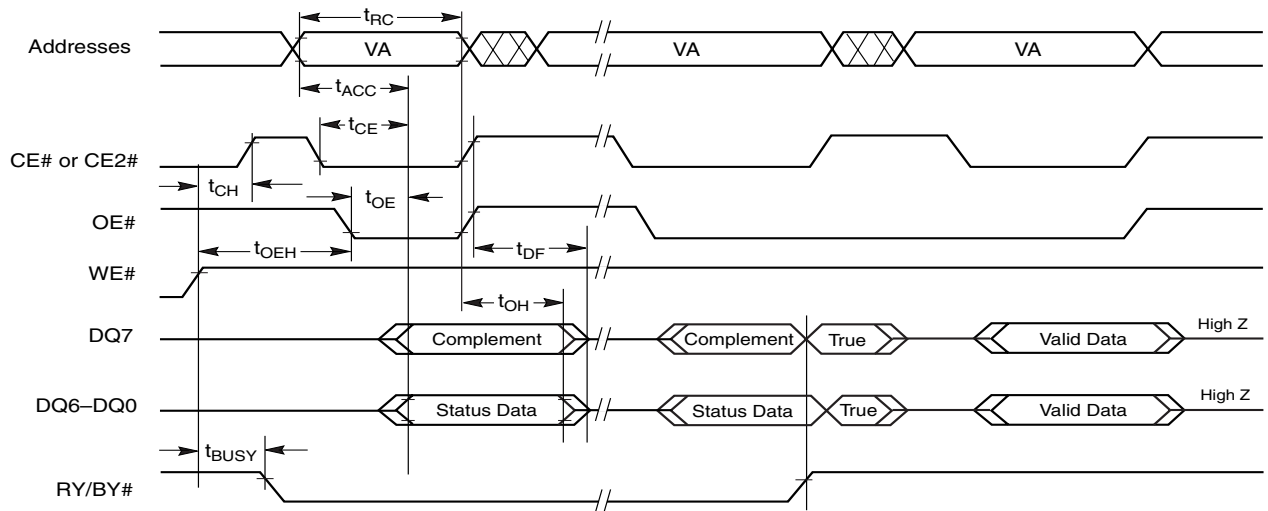 tRC
Addresses VA VA VA
tACC
tCE
CE# or CE2#
tCH
tOE
OE#
tOEH tDF
WE#
tOH
DQ7 Complement Complement True Valid Data High Z
DQ6–DQ0 Status Data Status Data True Valid Data High Z
tBUSY
RY/BY#